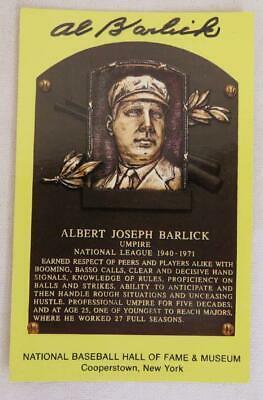 Al Barlick
ALBERT JOSEPH BARLICK
UMPIRE
NATIONAL LEAGUE 1940-1971
EARNED RESPECT OF PEERS AND PLAYERS ALIKE WITH
BOOMING, BASSO CALLS, CLEAR AND DECISIVE HAND
SIGNALS, KNOWLEDGE OF RULES, PROFICIENCY ON
BALLS AND STRIKES, ABILITY TO ANTICIPATE AND
THEN HANDLE ROUGH SITUATIONS AND UNCEASING
HUSTLE. PROFESSIONAL UMPIRE FOR FIVE DECADES,
AND AT AGE 25, ONE OF YOUNGEST TO REACH MAJORS,
WHERE HE WORKED 27 FULL SEASONS.
NATIONAL BASEBALL HALL OF FAME & MUSEUM
Cooperstown, New York